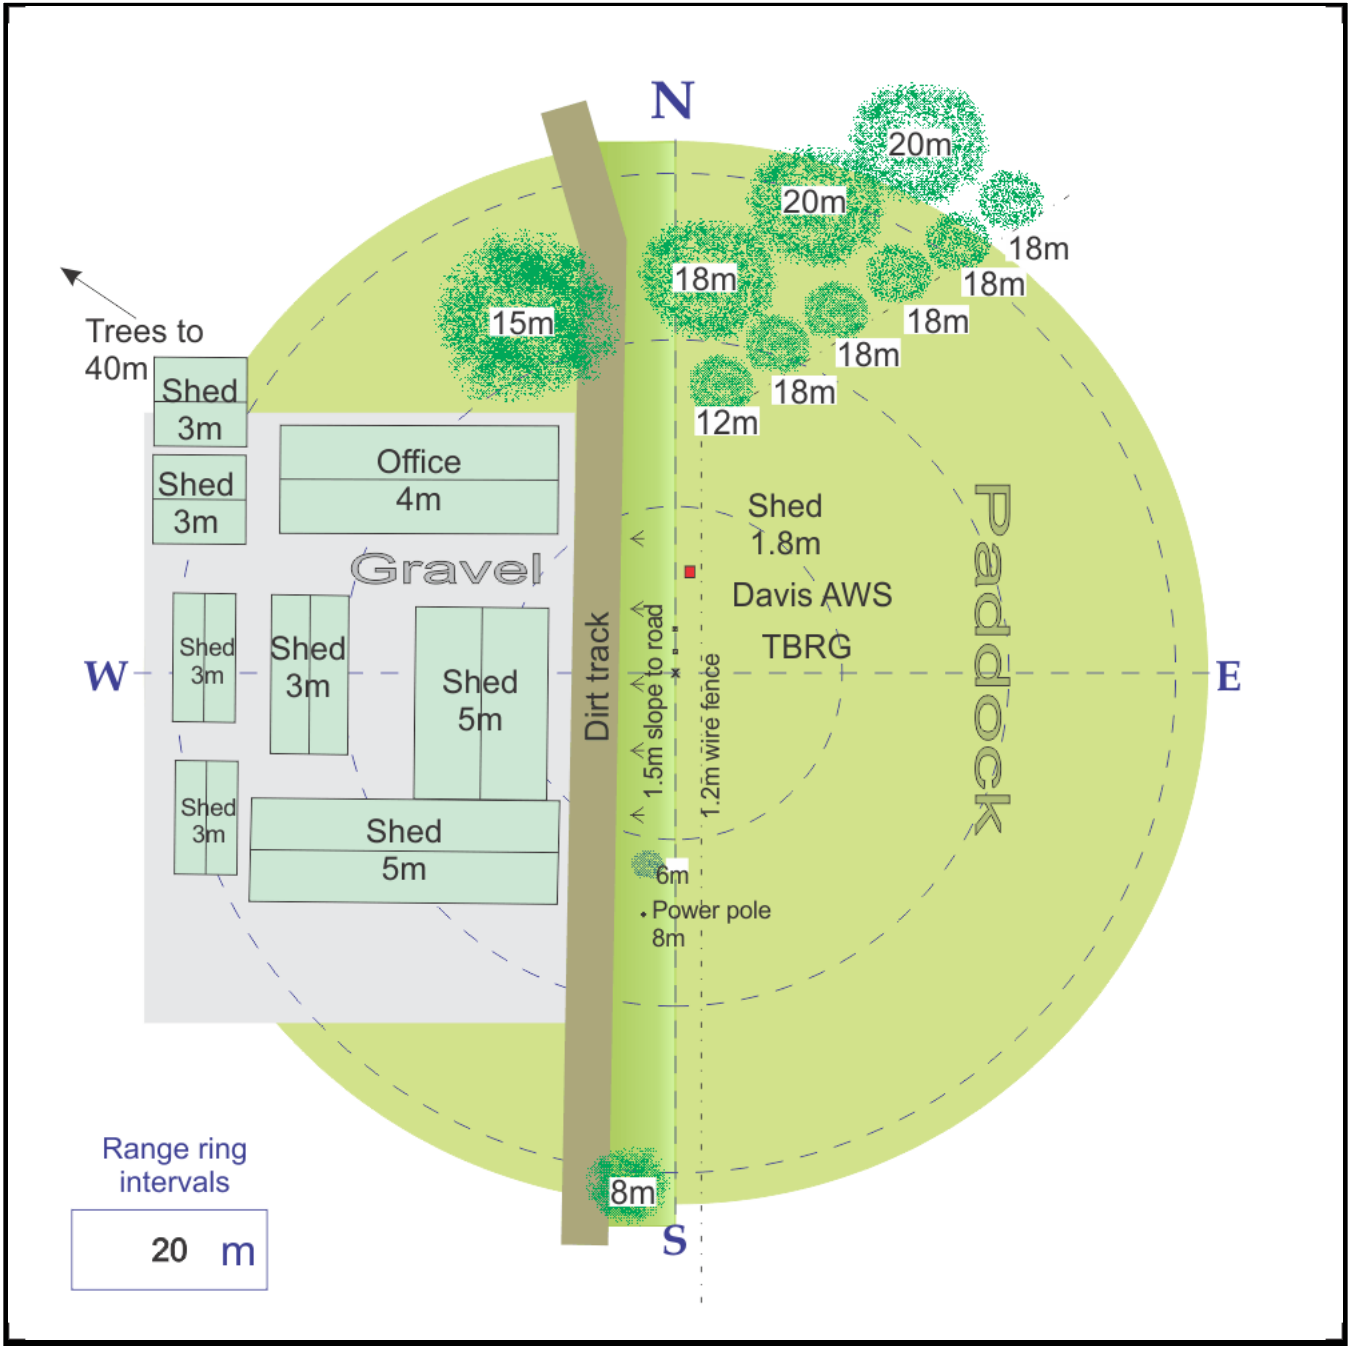 N
20m
20m
18m
18m
18m
15m
18m
Trees to
40m
18m
18m
12m
Shed
3m
Office
4m
Shed
3m
Shed
1.8m
Gravel
Davis AWS
TBRG
Paddock
Dirt track
1.5m slope to road
1.2m wire fence
W
E
Shed
3m
Shed
3m
Shed
5m
Shed
3m
Shed
5m
6m
Power pole
8m
Range ring
intervals
20 m
8m
S